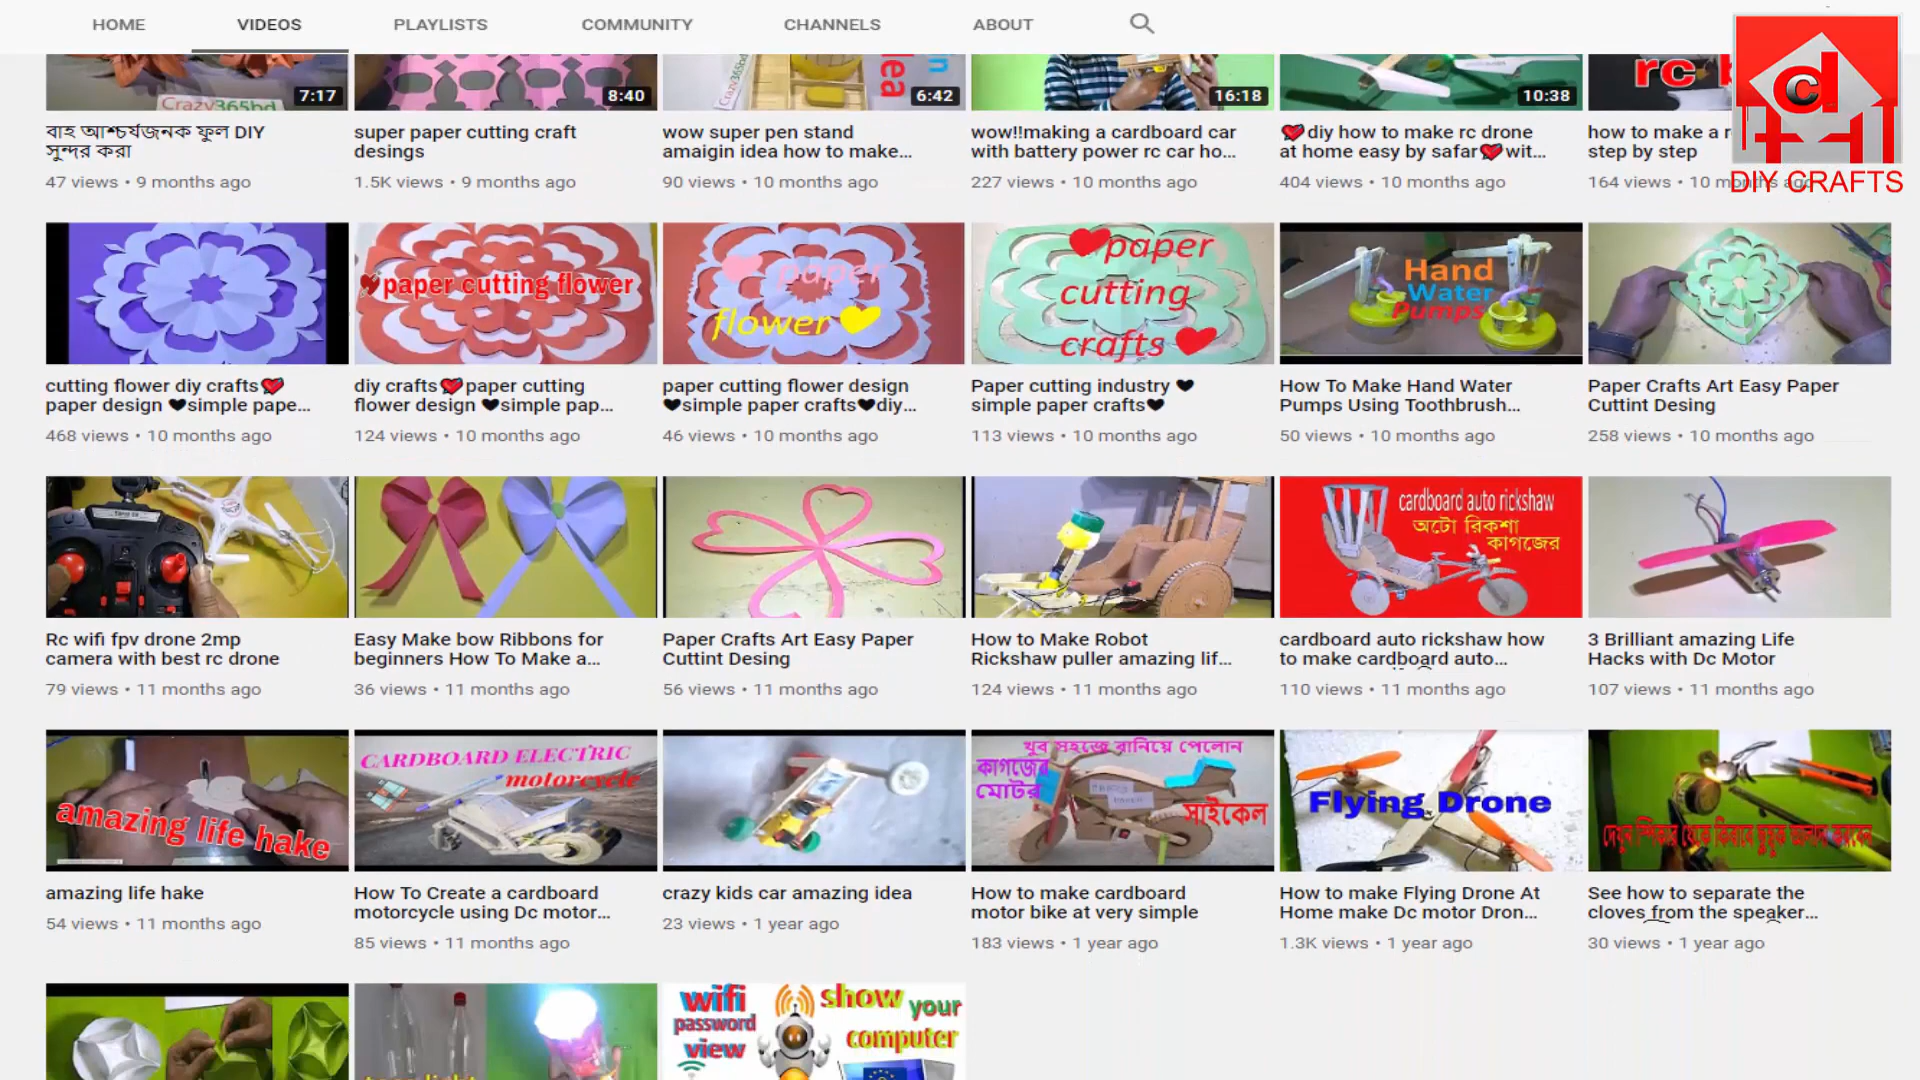 HOME VIDEOS PLAYLISTS COMMUNITY CHANNELS ABOUT
DIY CRAFTS
Crazy365bd
7:17
8:40
Crazy365bd
6:42
16:18
10:38
rc
বাহ আশ্চর্যজনক ফুল DIY
সুন্দর করা
47 views • 9 months ago
super paper cutting craft
desings
1.5K views • 9 months ago
wow super pen stand
amaigin idea how to make...
90 views • 10 months ago
wow!!making a cardboard car
with battery power rc car ho...
227 views • 10 months ago
❤diy how to make rc drone
at home easy by safar❤wit...
404 views • 10 months ago
how to make a r
step by step
164 views • 10 months ago
paper cutting flower
paper
flower
paper
cutting
crafts
Hand
Water
Pumps
cutting flower diy crafts❤
paper design ♥simple pape...
468 views • 10 months ago
diy crafts❤paper cutting
flower design ♥simple pap...
124 views • 10 months ago
paper cutting flower design
♥simple paper crafts♥diy...
46 views • 10 months ago
Paper cutting industry ♥
simple paper crafts♥
113 views • 10 months ago
How To Make Hand Water
Pumps Using Toothbrush...
50 views • 10 months ago
Paper Crafts Art Easy Paper
Cuttint Desing
258 views • 10 months ago
cardboard auto rickshaw
অটো রিকশা
কাগজের
Rc wifi fpv drone 2mp
camera with best rc drone
79 views • 11 months ago
Easy Make bow Ribbons for
beginners How To Make a...
36 views • 11 months ago
Paper Crafts Art Easy Paper
Cuttint Desing
56 views • 11 months ago
How to Make Robot
Rickshaw puller amazing lif...
124 views • 11 months ago
cardboard auto rickshaw how
to make cardboard auto...
110 views • 11 months ago
3 Brilliant amazing Life
Hacks with Dc Motor
107 views • 11 months ago
amazing life hake
CARDBOARD ELECTRIC
motorcycle
খুব সহজে বানিয়ে পেলোন
কাগজের
মোটর
সাইকেল
Flying Drone
দেখুন স্পিকার থেকে কিভাবে চুম্বুক আলাদা করবেন
amazing life hake
54 views • 11 months ago
How To Create a cardboard
motorcycle using Dc motor...
85 views • 11 months ago
crazy kids car amazing idea
23 views • 1 year ago
How to make cardboard
motor bike at very simple
183 views • 1 year ago
How to make Flying Drone At
Home make Dc motor Dron...
1.3K views • 1 year ago
See how to separate the
cloves from the speaker...
30 views • 1 year ago
wifi
password
view
show your
computer